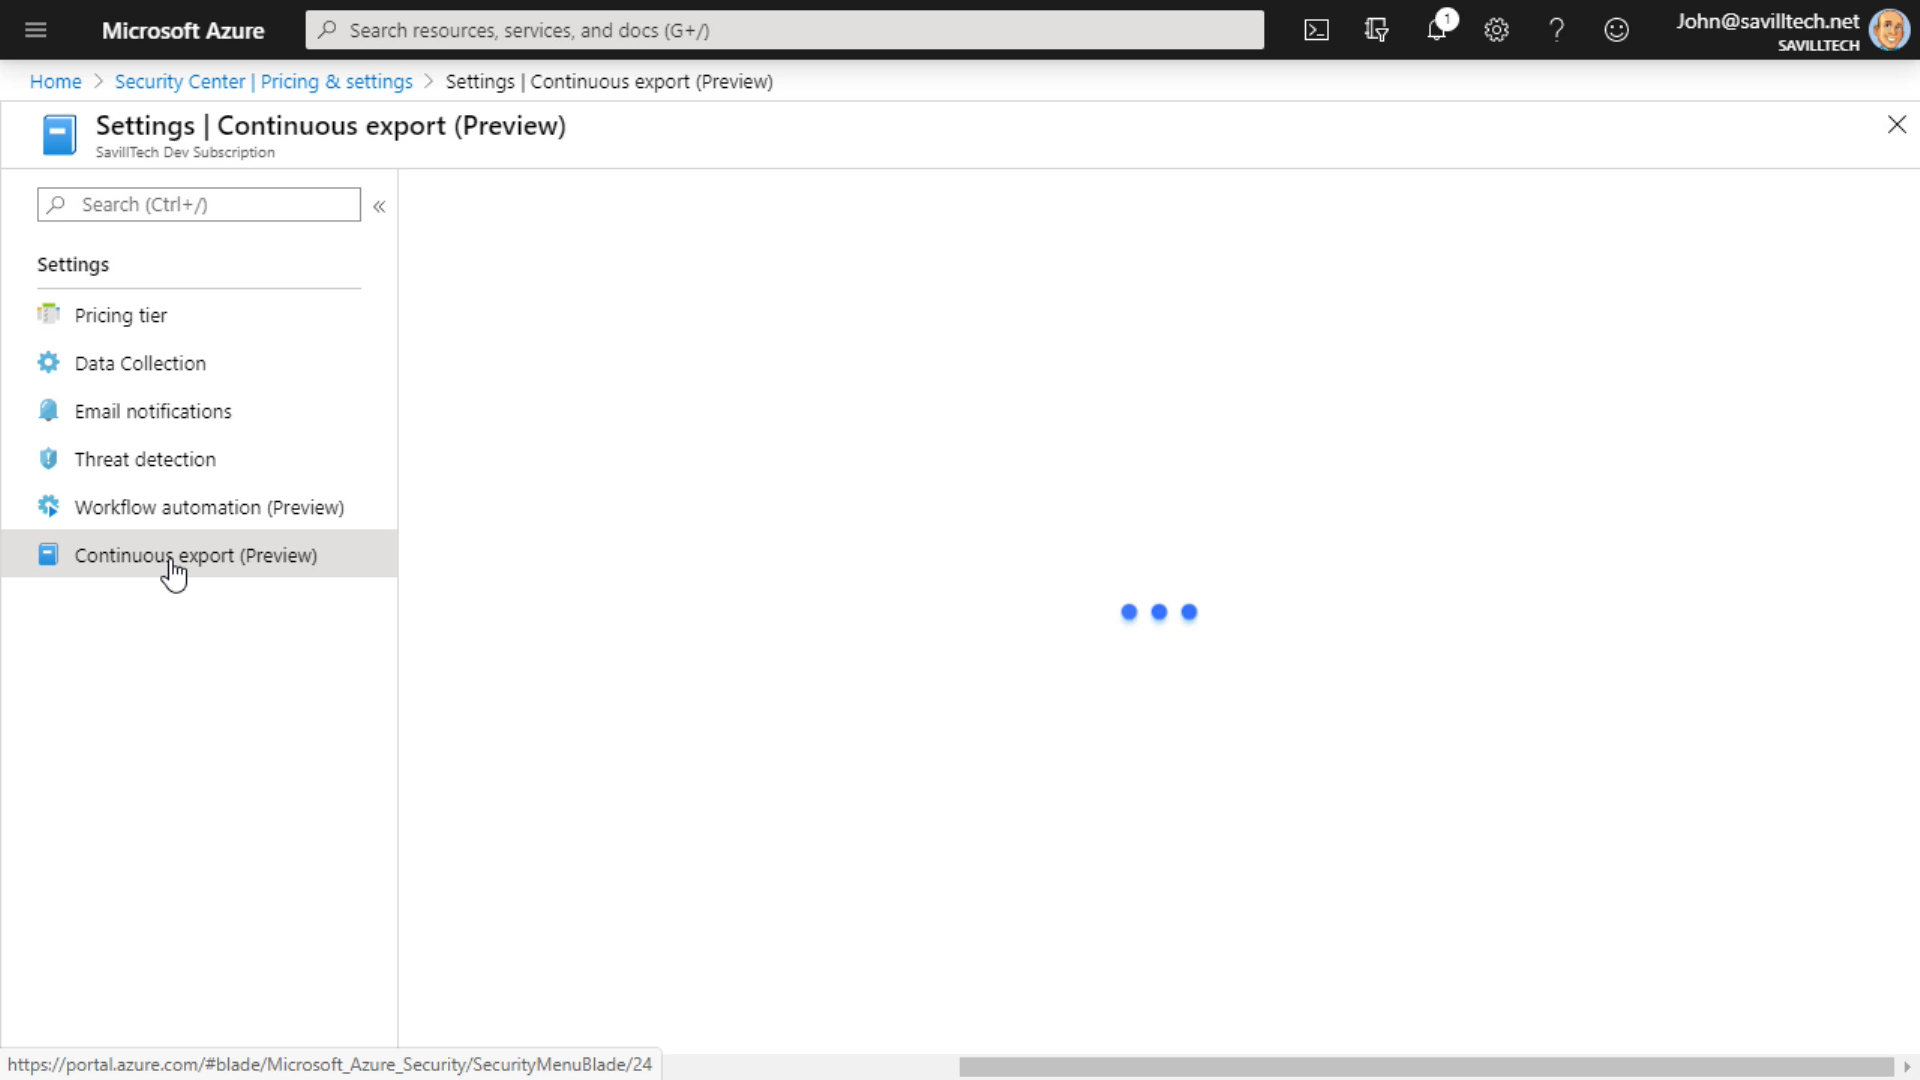 Microsoft Azure
Search resources, services, and docs (G+/)
1
John@savilltech.net
SAVILLTECH
Home > Security Center | Pricing & settings > Settings | Continuous export (Preview)
Settings | Continuous export (Preview)
SavillTech Dev Subscription
Search (Ctrl+/)
«
Settings
Pricing tier
Data Collection
Email notifications
Threat detection
Workflow automation (Preview)
Continuous export (Preview)
https://portal.azure.com/#blade/Microsoft_Azure_Security/SecurityMenuBlade/24